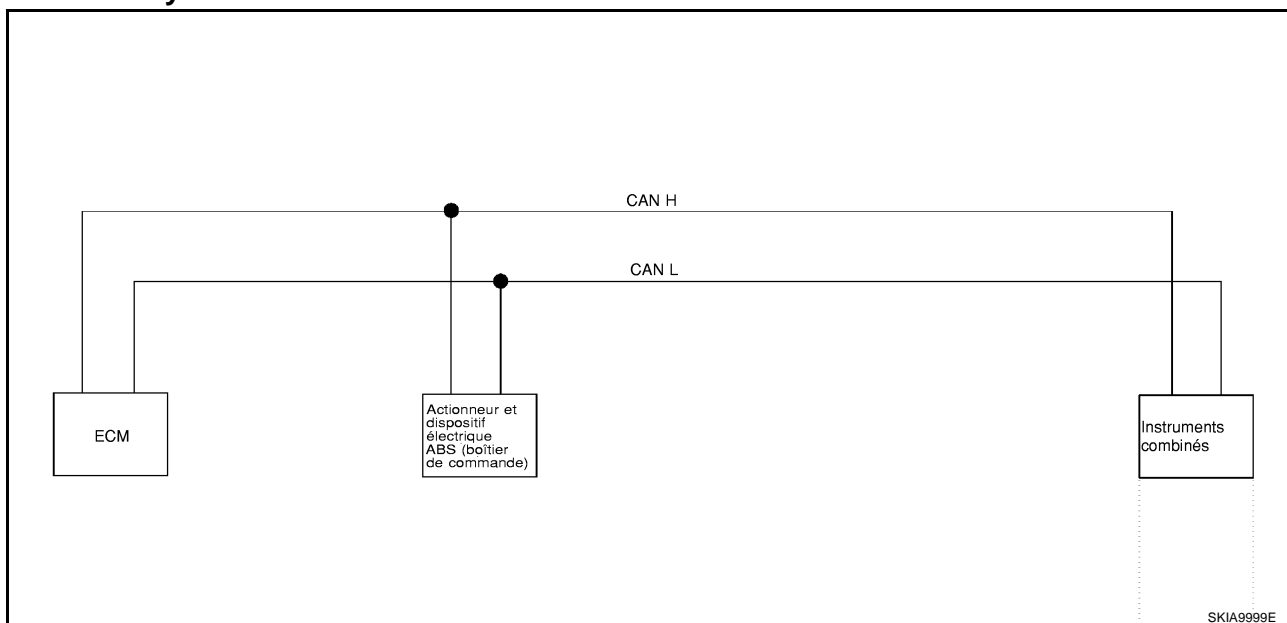 CAN H
CAN L
ECM
Actionneur et
dispositif
électrique
ABS (boîtier
de commande)
Instruments
combinés
SKIA9999E